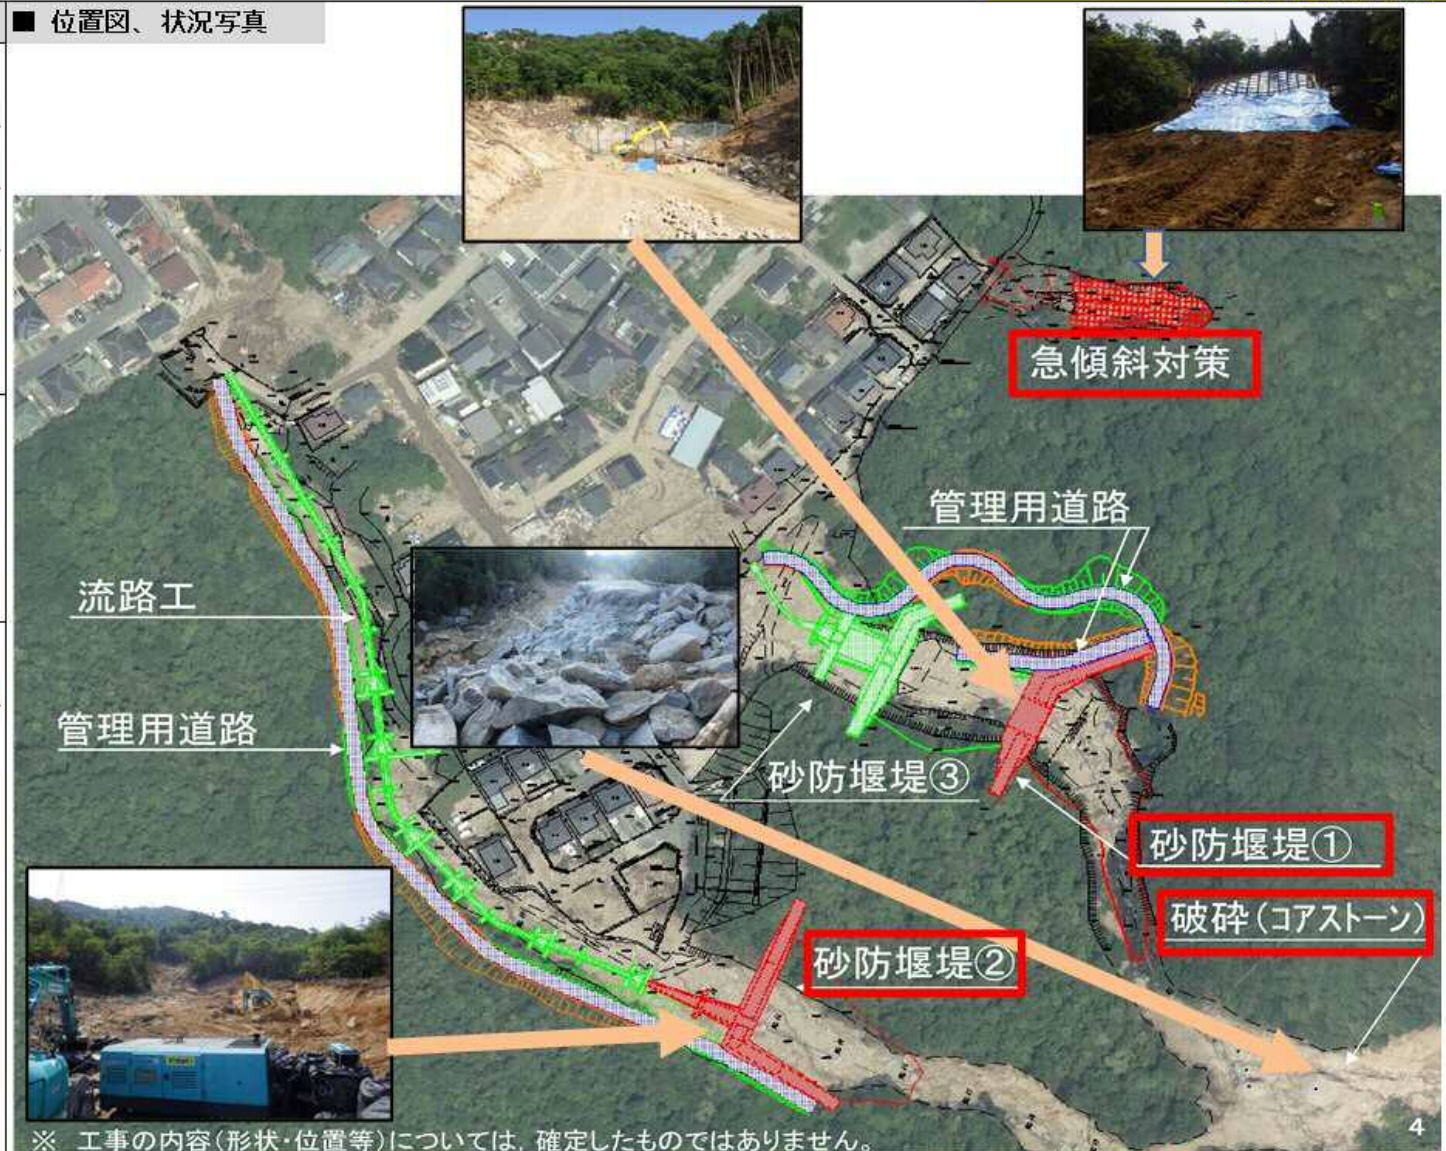 ■ 位置図、状況写真
急傾斜対策
管理用道路
流路工
管理用道路
砂防堰堤③
砂防堰堤①
破砕(コアストーン)
砂防堰堤②
※ 工事の内容(形状・位置等)については,確定したものではありません。
4